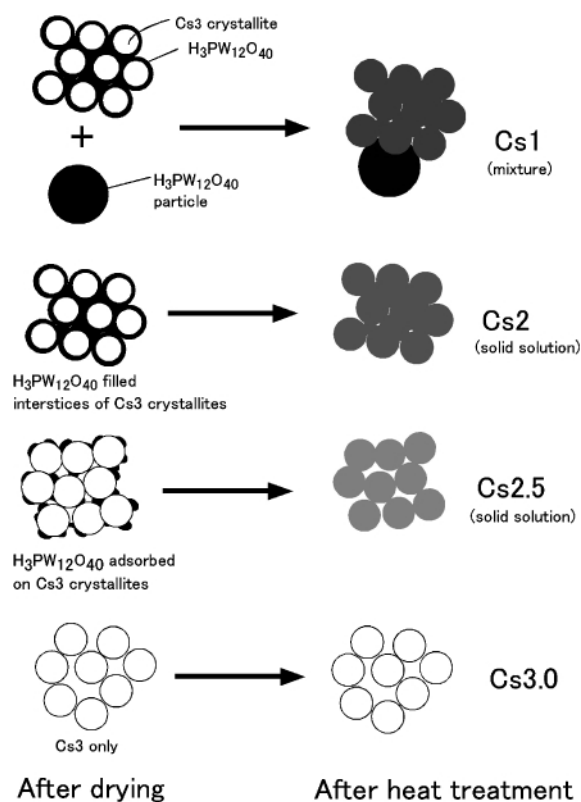 Cs3 crystallite
H₃PW₁₂O₄₀
+
H₃PW₁₂O₄₀
particle
Cs1
(mixture)
Cs2
(solid solution)
H₃PW₁₂O₄₀ filled
interstices of Cs3 crystallites
Cs2.5
(solid solution)
H₃PW₁₂O₄₀ adsorbed
on Cs3 crystallites
Cs3.0
Cs3 only
After drying
After heat treatment